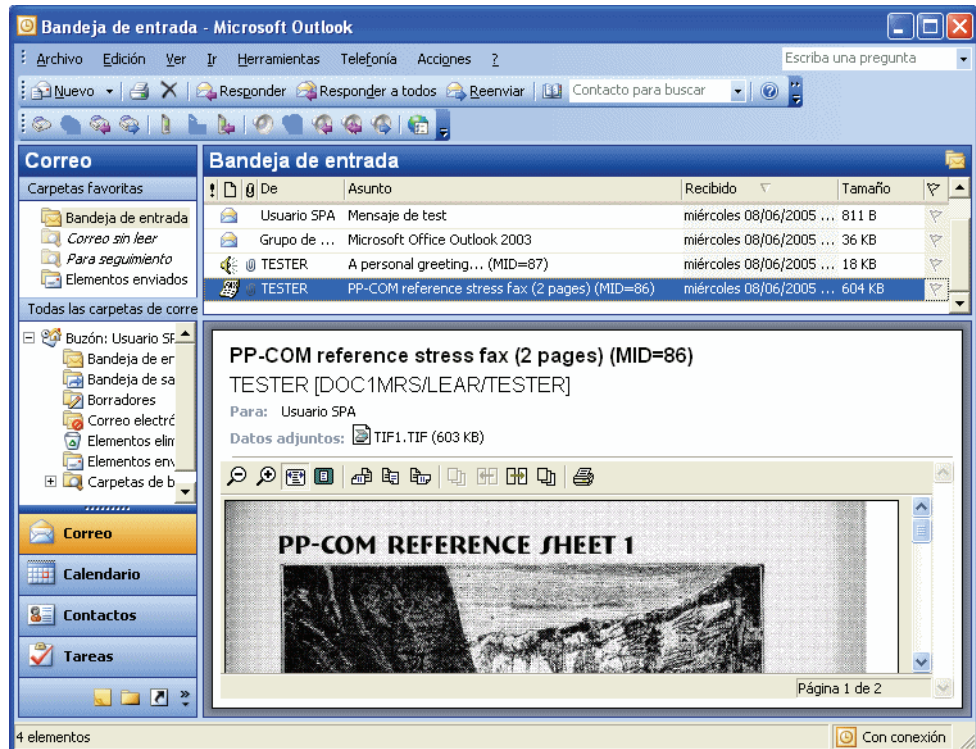 Bandeja de entrada - Microsoft Outlook
Archivo Edición Ver Ir Herramientas Telefonía Acciones ? Escriba una pregunta
Nuevo Responder Responder a todos Reenviar Contacto para buscar
Correo
Carpetas favoritas
Bandeja de entrada
Correo sin leer
Para seguimiento
Elementos enviados
Todas las carpetas de corre
Buzón: Usuario SF
Bandeja de er
Bandeja de sa
Borradores
Correo electró
Elementos elim
Elementos env
Carpetas de b
Correo
Calendario
Contactos
Tareas
Bandeja de entrada
! De Asunto Recibido Tamaño
Usuario SPA Mensaje de test miércoles 08/06/2005 ... 811 B
Grupo de ... Microsoft Office Outlook 2003 miércoles 08/06/2005 ... 36 KB
TESTER A personal greeting... (MID=87) miércoles 08/06/2005 ... 18 KB
TESTER PP-COM reference stress fax (2 pages) (MID=86) miércoles 08/06/2005 ... 604 KB
PP-COM reference stress fax (2 pages) (MID=86)
TESTER [DOC1MRS/LEAR/TESTER]
Para: Usuario SPA
Datos adjuntos: TIF1.TIF (603 KB)
PP-COM REFERENCE SHEET 1
Página 1 de 2
4 elementos
Con conexión